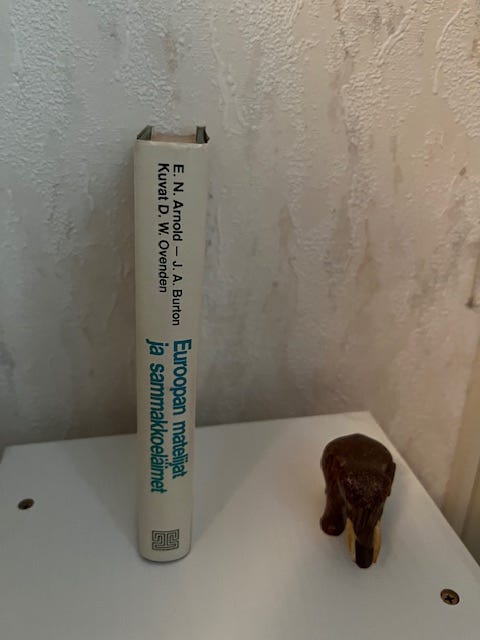 E. N. Arnold – J. A. Burton
Kuvat D. W. Ovenden
Euroopan matelijat
ja sammakkoeläimet